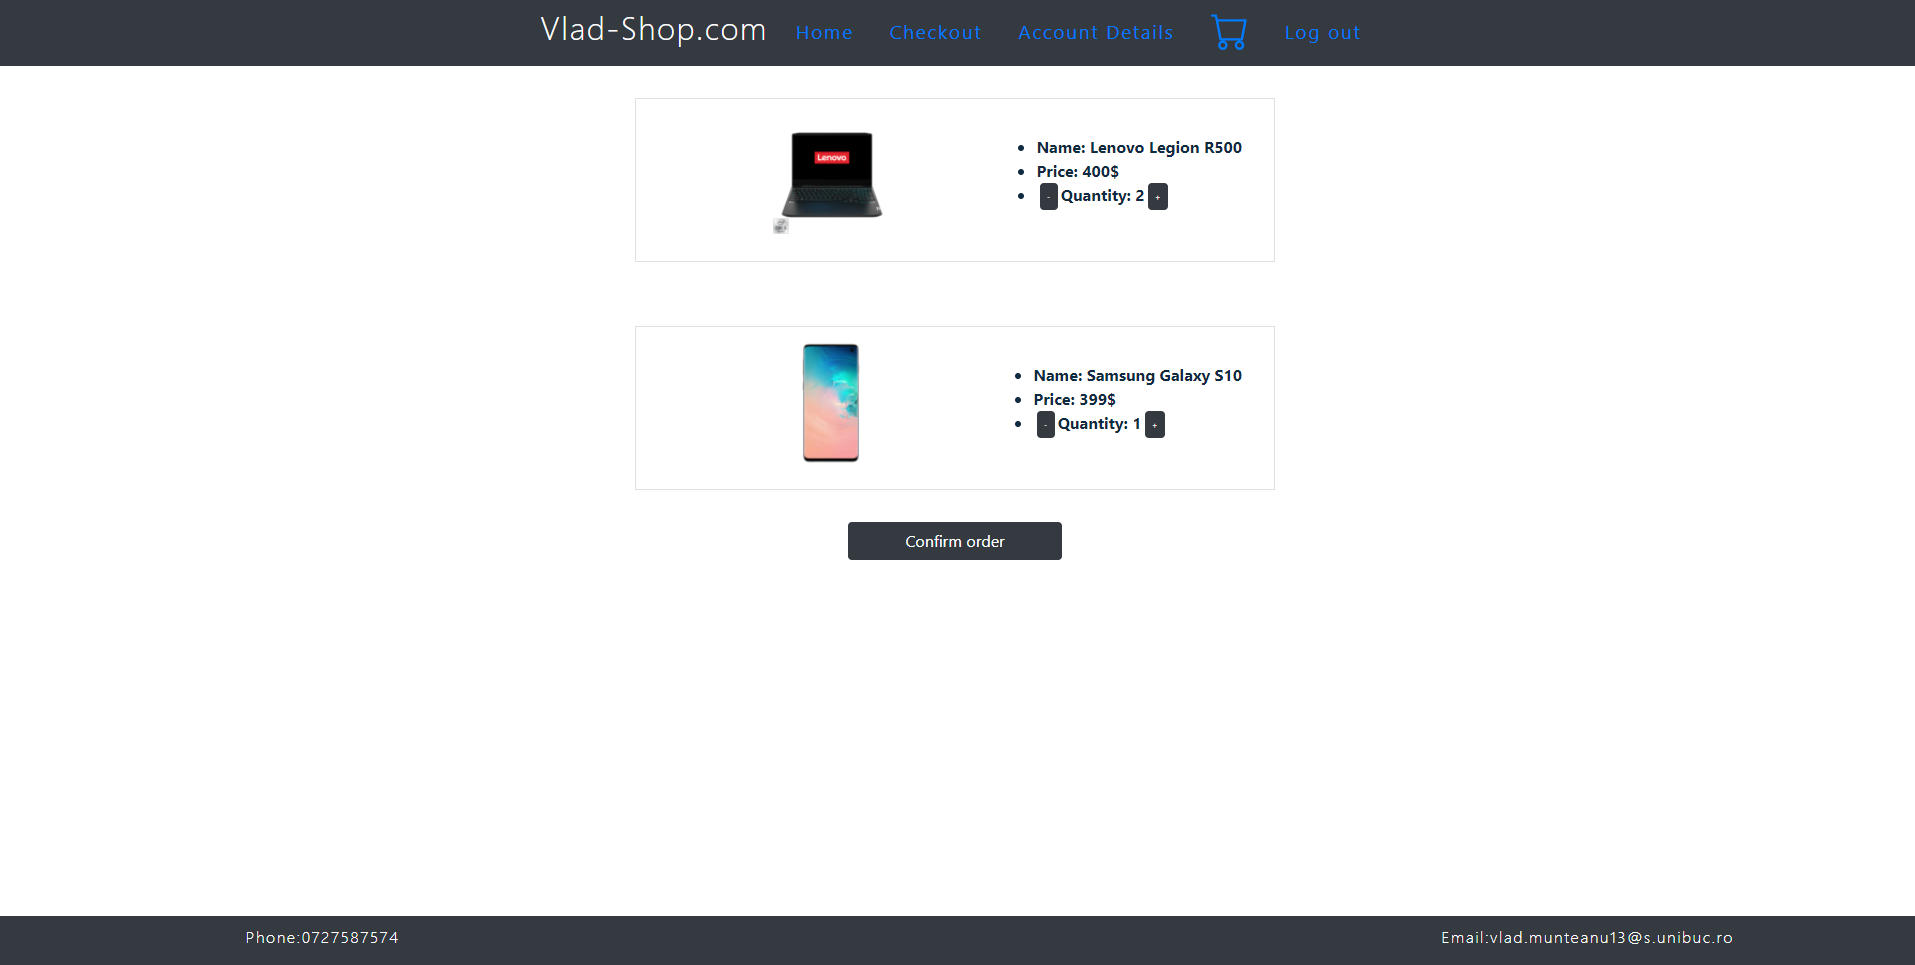 Vlad-Shop.com Home Checkout Account Details Log out
Lenovo
Name: Lenovo Legion R500
Price: 400$
- Quantity: 2 +
Name: Samsung Galaxy S10
Price: 399$
- Quantity: 1 +
Confirm order
Phone:0727587574 Email:vlad.munteanu13@s.unibuc.ro